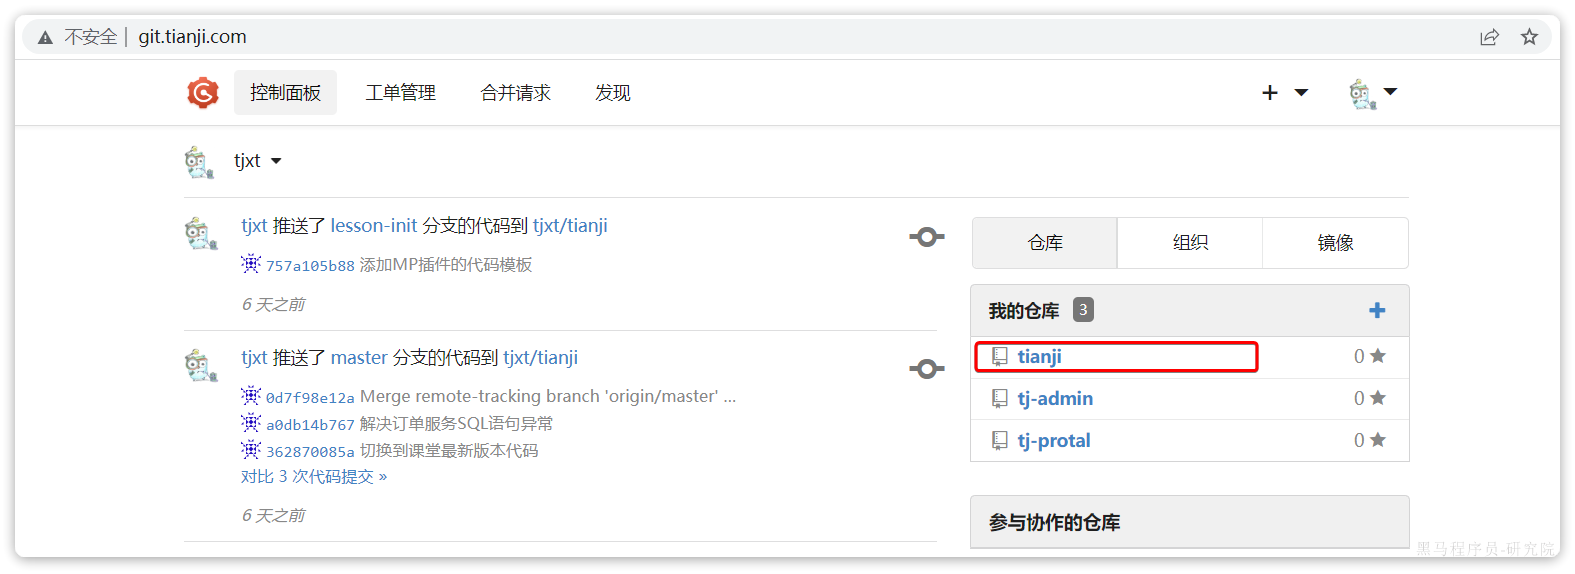 不安全 | git.tianji.com
控制面板 工单管理 合并请求 发现
tjxt
tjxt 推送了 lesson-init 分支的代码到 tjxt/tianji
757a105b88 添加MP插件的代码模板
6 天之前
tjxt 推送了 master 分支的代码到 tjxt/tianji
0d7f98e12a Merge remote-tracking branch 'origin/master' ...
a0db14b767 解决订单服务SQL语句异常
362870085a 切换到课堂最新版本代码
对比 3 次代码提交 »
6 天之前
仓库 组织 镜像
我的仓库 3
tianji 0
tj-admin 0
tj-protal 0
参与协作的仓库
黑马程序员-研究院